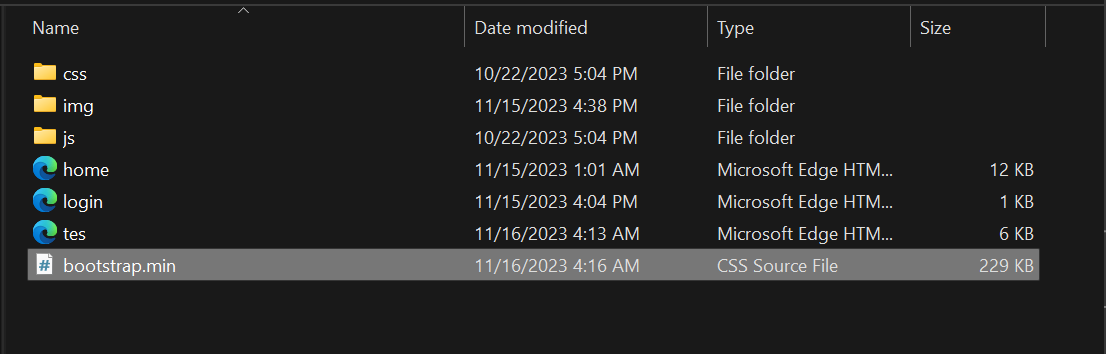 Name Date modified Type Size
css 10/22/2023 5:04 PM File folder
img 11/15/2023 4:38 PM File folder
js 10/22/2023 5:04 PM File folder
home 11/15/2023 1:01 AM Microsoft Edge HTM... 12 KB
login 11/15/2023 4:04 PM Microsoft Edge HTM... 1 KB
tes 11/16/2023 4:13 AM Microsoft Edge HTM... 6 KB
bootstrap.min 11/16/2023 4:16 AM CSS Source File 229 KB